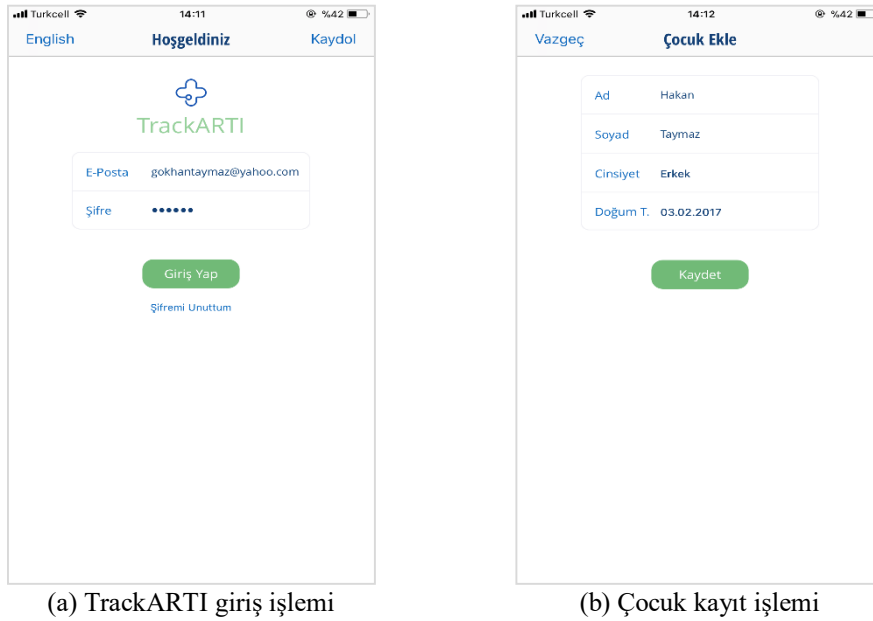 Turkcell 14:11 %42
English Hoşgeldiniz Kaydol
TrackARTI
E-Posta gokhantaymaz@yahoo.com
Şifre ••••••
Giriş Yap
Şifremi Unuttum
(a) TrackARTI giriş işlemi
Turkcell 14:12 %42
Vazgeç Çocuk Ekle
Ad Hakan
Soyad Taymaz
Cinsiyet Erkek
Doğum T. 03.02.2017
Kaydet
(b) Çocuk kayıt işlemi